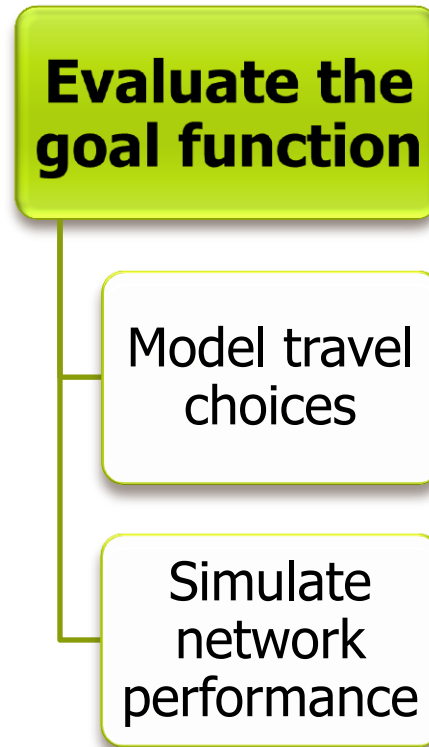 Evaluate the
goal function
Model travel
choices
Simulate
network
performance